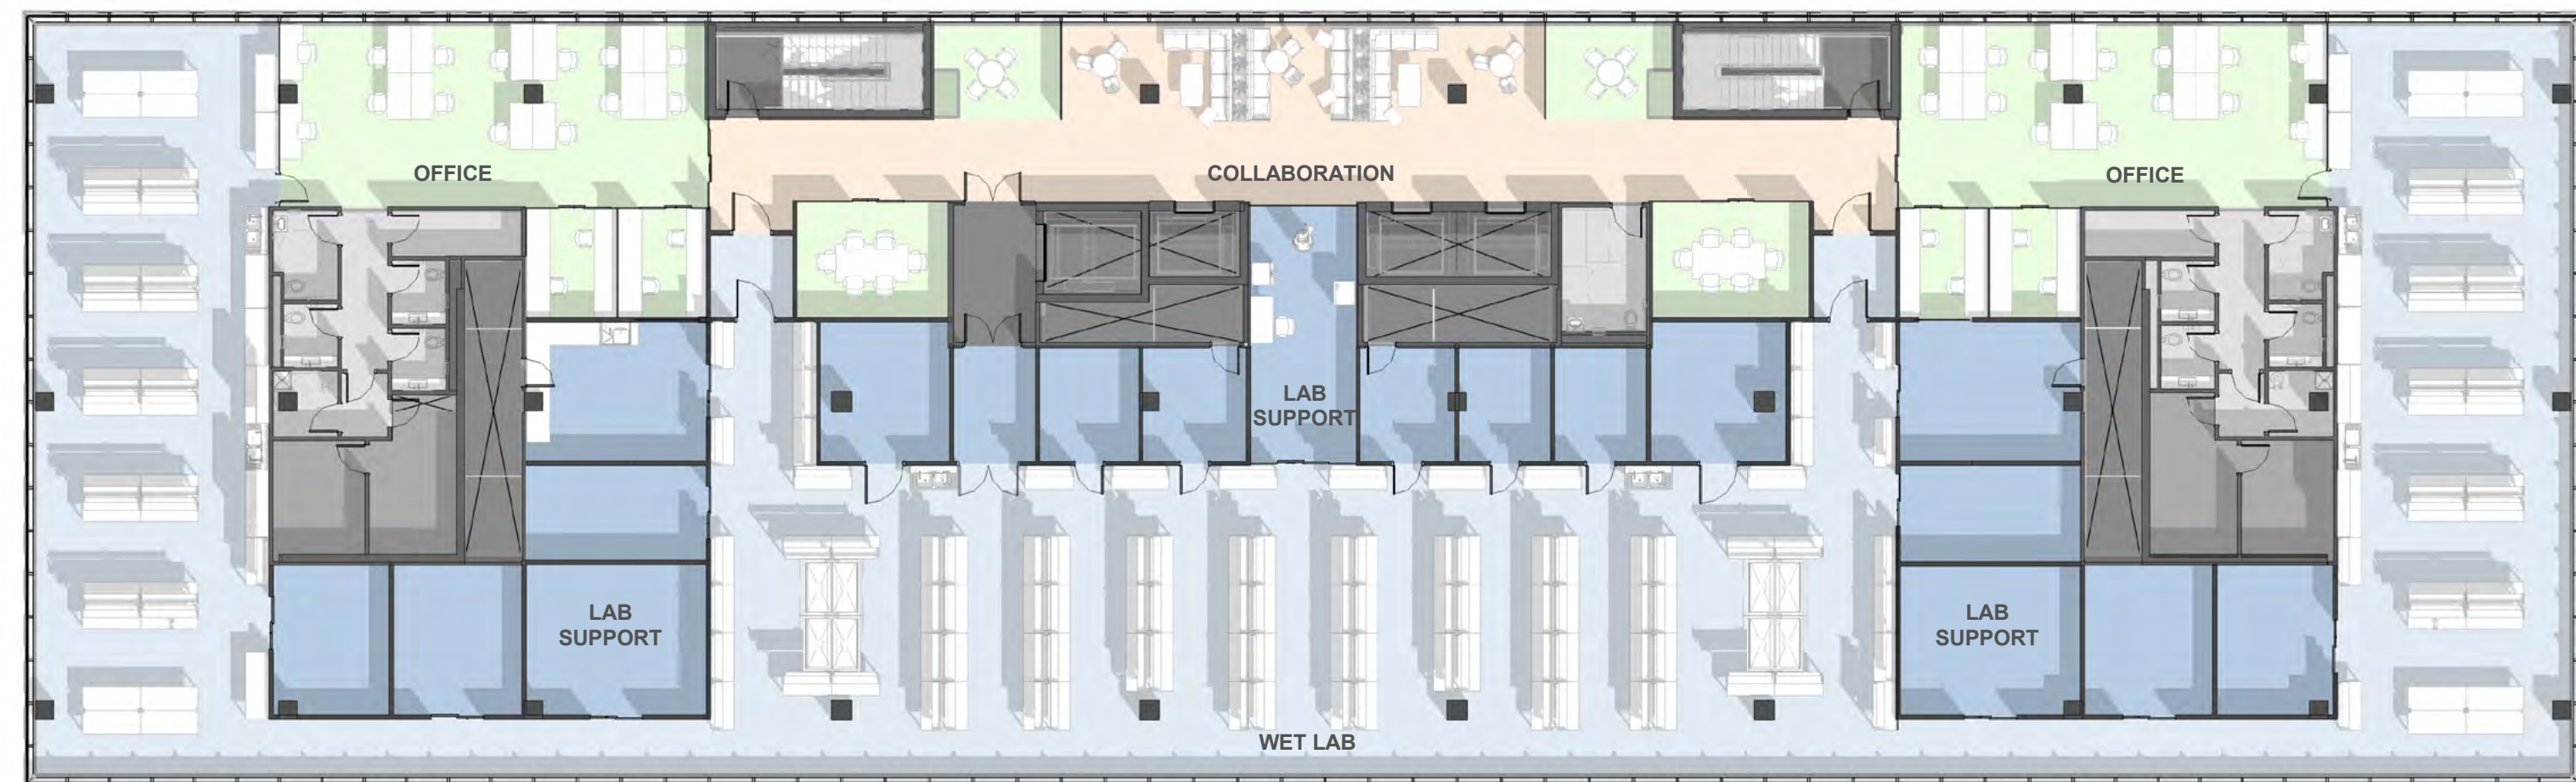 OFFICE
COLLABORATION
OFFICE
LAB
SUPPORT
LAB
SUPPORT
LAB
SUPPORT
WET LAB